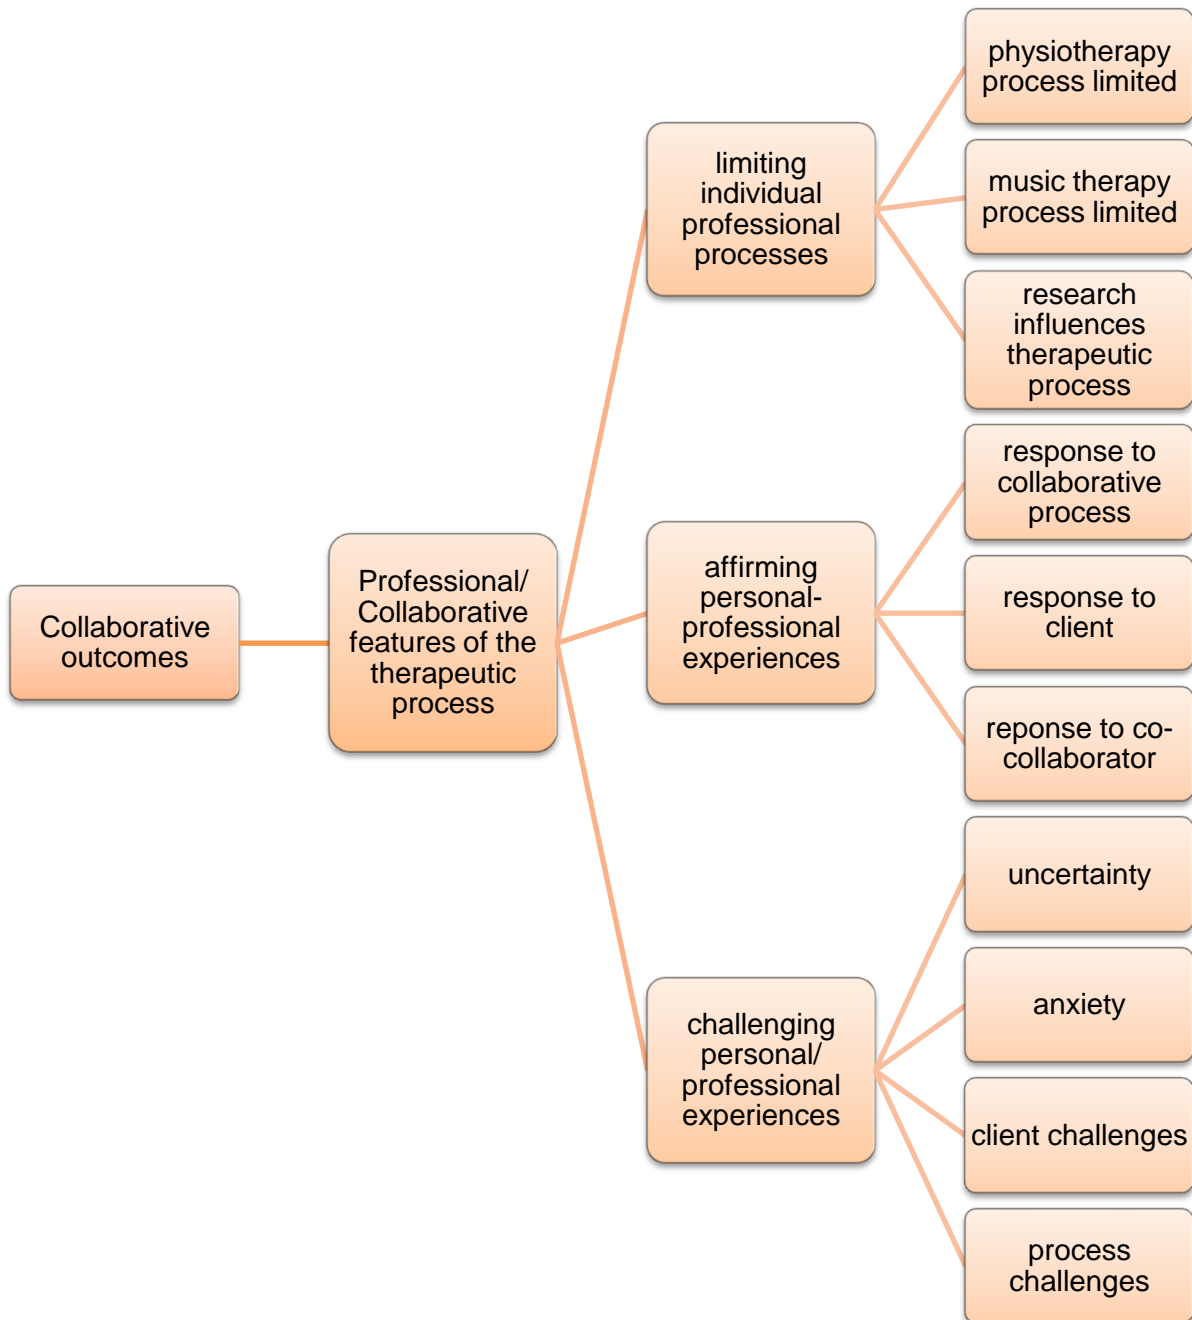 Collaborative
outcomes
Professional/
Collaborative
features of the
therapeutic
process
limiting
individual
professional
processes
physiotherapy
process limited
music therapy
process limited
research
influences
therapeutic
process
affirming
personal-
professional
experiences
response to
collaborative
process
response to
client
reponse to co-
collaborator
challenging
personal/
professional
experiences
uncertainty
anxiety
client challenges
process
challenges